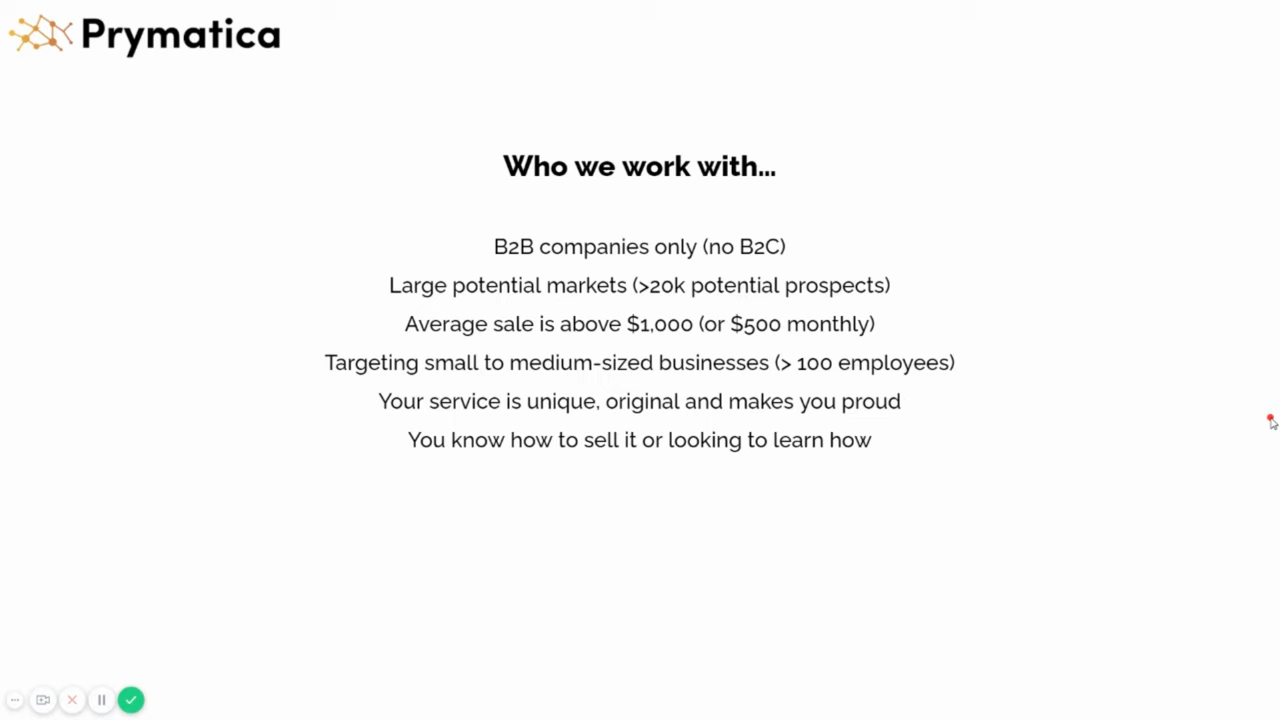 Prymatica
Who we work with...
B2B companies only (no B2C)
Large potential markets (>20k potential prospects)
Average sale is above $1,000 (or $500 monthly)
Targeting small to medium-sized businesses (> 100 employees)
Your service is unique, original and makes you proud
You know how to sell it or looking to learn how